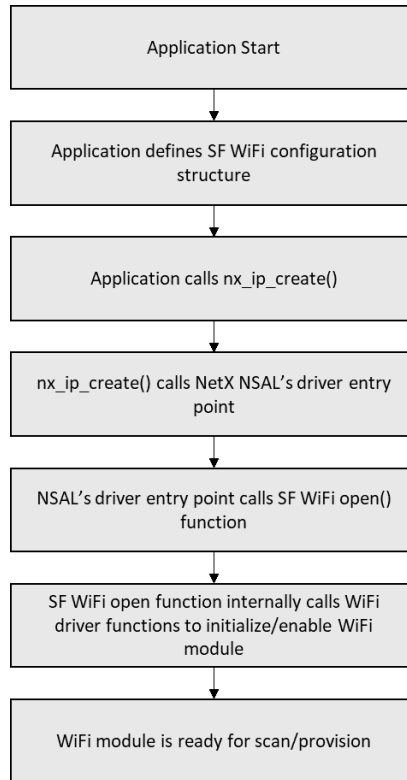 Application Start
Application defines SF WiFi configuration
structure
Application calls nx_ip_create()
nx_ip_create() calls NetX NSAL’s driver entry
point
NSAL’s driver entry point calls SF WiFi open()
function
SF WiFi open function internally calls WiFi
driver functions to initialize/enable WiFi
module
WiFi module is ready for scan/provision